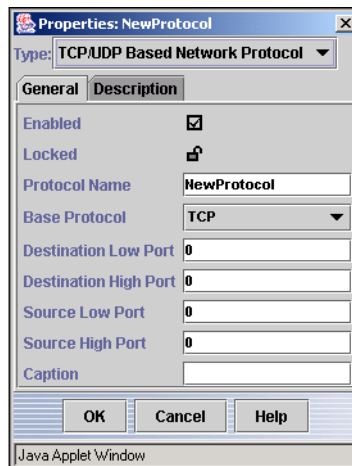 Properties: NewProtocol
Type: TCP/UDP Based Network Protocol
General Description
Enabled
Locked
Protocol Name NewProtocol
Base Protocol TCP
Destination Low Port 0
Destination High Port 0
Source Low Port 0
Source High Port 0
Caption
OK Cancel Help
Java Applet Window